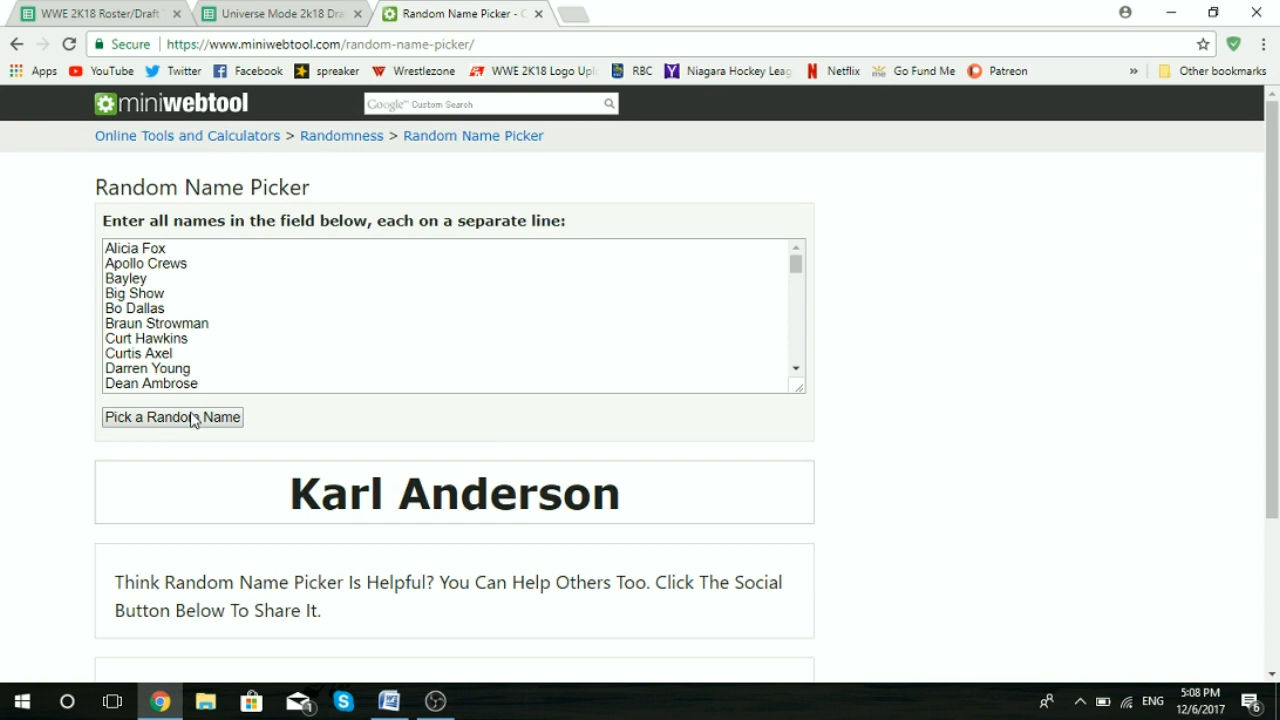 WWE 2K18 Roster/Draft
Universe Mode 2k18 Dra
Random Name Picker - C
Secure
https://www.miniwebtool.com/random-name-picker/
Apps
YouTube
Twitter
Facebook
spreaker
Wrestlezone
WWE 2K18 Logo Upl
RBC
Niagara Hockey Leag
Netflix
Go Fund Me
Patreon
»
Other bookmarks
miniwebtool
Google™ Custom Search
Online Tools and Calculators > Randomness > Random Name Picker
Random Name Picker
Enter all names in the field below, each on a separate line:
Alicia Fox
Apollo Crews
Bayley
Big Show
Bo Dallas
Braun Strowman
Curt Hawkins
Curtis Axel
Darren Young
Dean Ambrose
Pick a Random Name
Karl Anderson
Think Random Name Picker Is Helpful? You Can Help Others Too. Click The Social
Button Below To Share It.
ENG
5:08 PM
12/6/2017